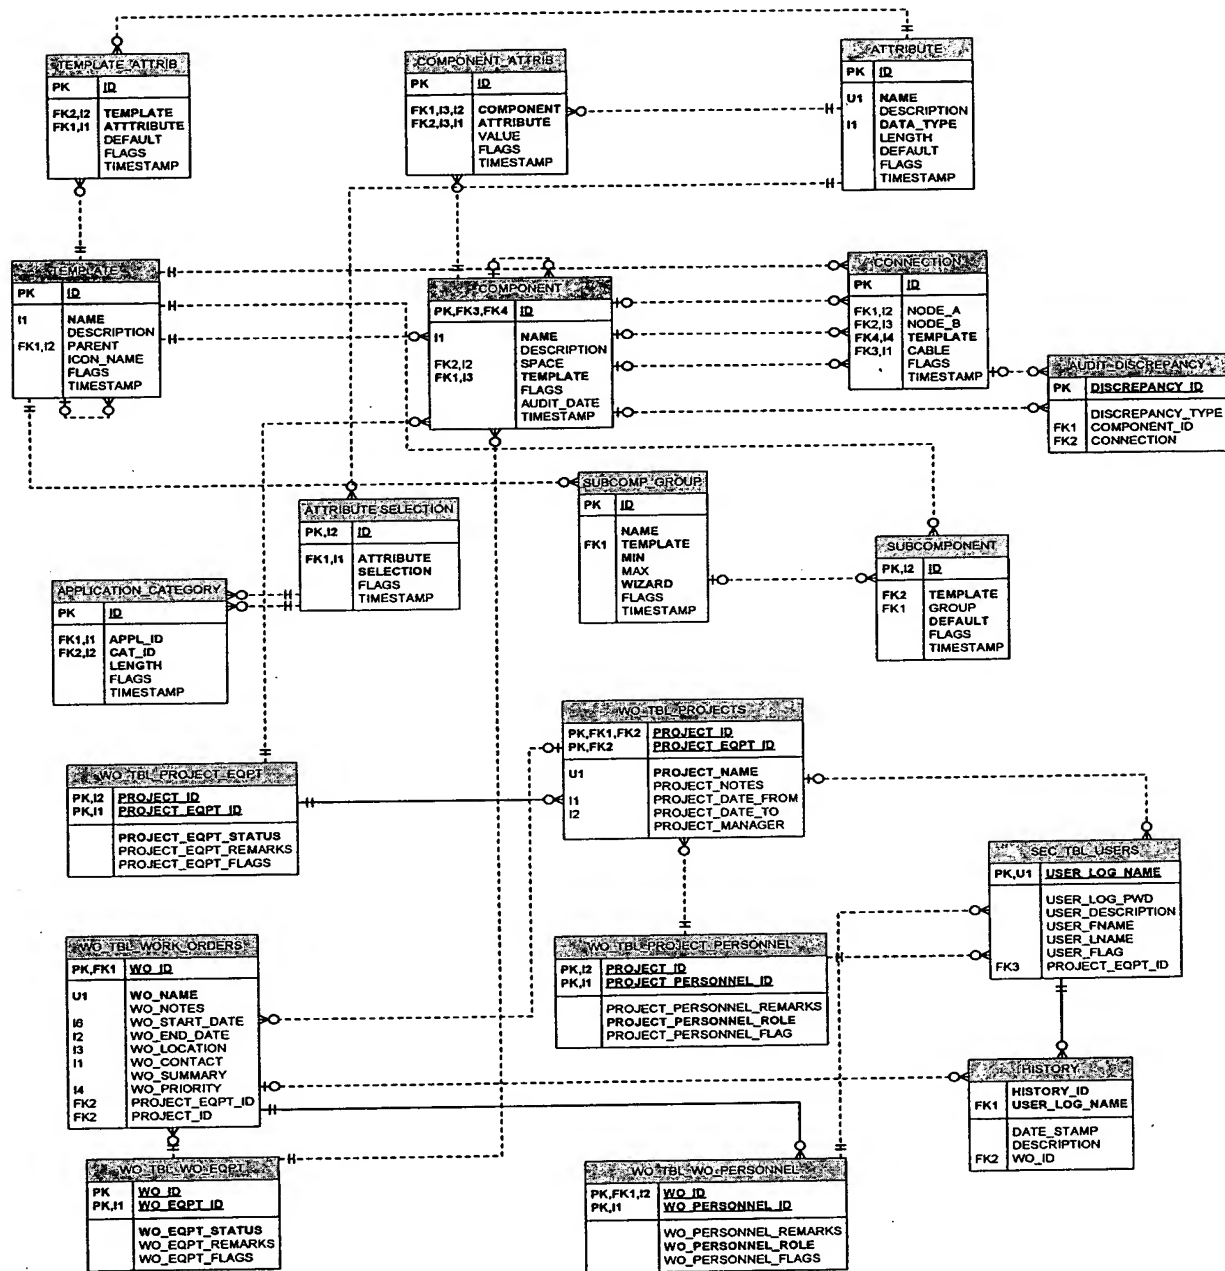 TEMPLATE_ATTRIB
PK ID
FK2,I2 TEMPLATE
FK1,I1 ATTTRIBUTE
DEFAULT
FLAGS
TIMESTAMP
COMPONENT_ATTRIB
PK ID
FK1,I3,I2 COMPONENT
FK2,I3,I1 ATTRIBUTE
VALUE
FLAGS
TIMESTAMP
ATTRIBUTE
PK ID
U1 NAME
DESCRIPTION
I1 DATA_TYPE
LENGTH
DEFAULT
FLAGS
TIMESTAMP
TEMPLATE
PK ID
I1 NAME
DESCRIPTION
FK1,I2 PARENT
ICON_NAME
FLAGS
TIMESTAMP
COMPONENT
PK,FK3,FK4 ID
I1 NAME
DESCRIPTION
FK2,I2 SPACE
FK1,I3 TEMPLATE
FLAGS
AUDIT_DATE
TIMESTAMP
CONNECTION
PK ID
FK1,I2 NODE_A
FK2,I3 NODE_B
FK4,I4 TEMPLATE
FK3,I1 CABLE
FLAGS
TIMESTAMP
AUDIT-DISCREPANCY
PK DISCREPANCY_ID
DISCREPANCY_TYPE
FK1 COMPONENT_ID
FK2 CONNECTION
ATTRIBUTE SELECTION
PK,I2 ID
FK1,I1 ATTRIBUTE
SELECTION
FLAGS
TIMESTAMP
SUBCOMP_GROUP
PK ID
NAME
FK1 TEMPLATE
MIN
MAX
WIZARD
FLAGS
TIMESTAMP
SUBCOMPONENT
PK,I2 ID
FK2 TEMPLATE
FK1 GROUP
DEFAULT
FLAGS
TIMESTAMP
APPLICATION_CATEGORY
PK ID
FK1,I1 APPL_ID
FK2,I2 CAT_ID
LENGTH
FLAGS
TIMESTAMP
WO_TBL_PROJECTS
PK,FK1,FK2 PROJECT_ID
PK,FK2 PROJECT_EQPT_ID
U1 PROJECT_NAME
PROJECT_NOTES
I1 PROJECT_DATE_FROM
I2 PROJECT_DATE_TO
PROJECT_MANAGER
WO_TBL_PROJECT_EQPT
PK,I2 PROJECT_ID
PK,I1 PROJECT_EQPT_ID
PROJECT_EQPT_STATUS
PROJECT_EQPT_REMARKS
PROJECT_EQPT_FLAGS
SEC_TBL_USERS
PK,U1 USER_LOG_NAME
USER_LOG_PWD
USER_DESCRIPTION
USER_FNAME
USER_LNAME
USER_FLAG
FK3 PROJECT_EQPT_ID
WO_TBL_WORK_ORDERS
PK,FK1 WO_ID
U1 WO_NAME
WO_NOTES
I6 WO_START_DATE
I2 WO_END_DATE
I3 WO_LOCATION
I1 WO_CONTACT
WO_SUMMARY
I4 WO_PRIORITY
FK2 PROJECT_EQPT_ID
FK2 PROJECT_ID
WO_TBL_PROJECT_PERSONNEL
PK,I2 PROJECT_ID
PK,I1 PROJECT_PERSONNEL_ID
PROJECT_PERSONNEL_REMARKS
PROJECT_PERSONNEL_ROLE
PROJECT_PERSONNEL_FLAG
HISTORY
HISTORY_ID
FK1 USER_LOG_NAME
DATE_STAMP
DESCRIPTION
FK2 WO_ID
WO_TBL_WO_EQPT
PK WO_ID
PK,I1 WO_EQPT_ID
WO_EQPT_STATUS
WO_EQPT_REMARKS
WO_EQPT_FLAGS
WO_TBL_WO_PERSONNEL
PK,FK1,I2 WO_ID
PK,I1 WO_PERSONNEL_ID
WO_PERSONNEL_REMARKS
WO_PERSONNEL_ROLE
WO_PERSONNEL_FLAGS